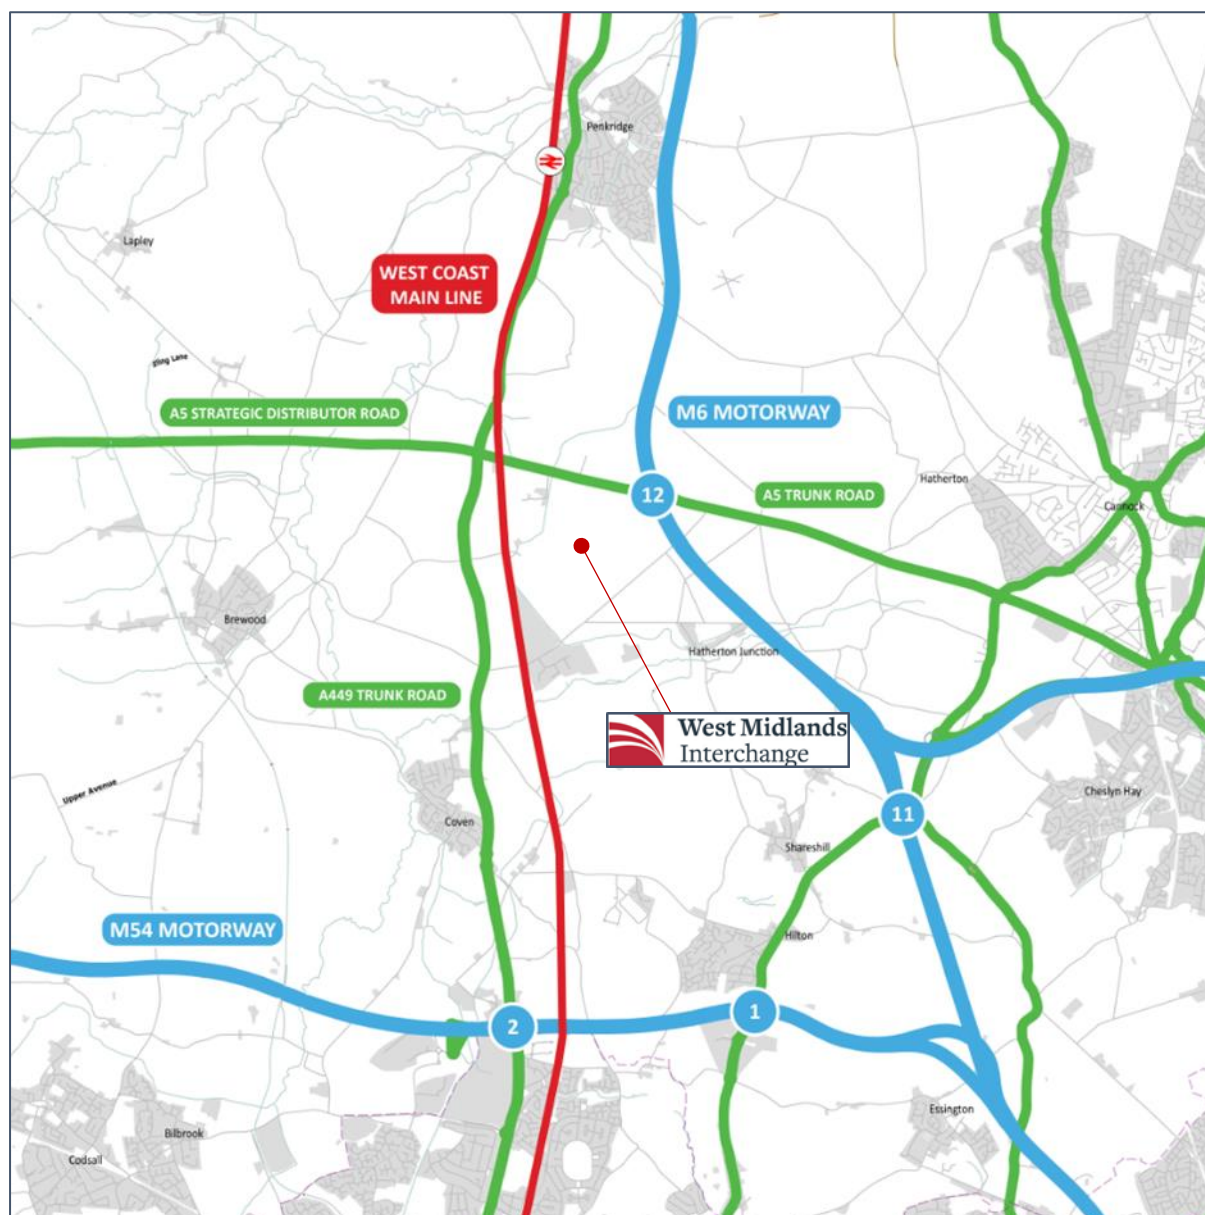 Penkridge
Lapley
WEST COAST
MAIN LINE
gling Lane
A5 STRATEGIC DISTRIBUTOR ROAD
M6 MOTORWAY
Hatherton
12
A5 TRUNK ROAD
Cannock
Brewood
Hatherton Junction
A449 TRUNK ROAD
West Midlands
Interchange
Upper Avenue
Cheslyn Hay
Coven
11
Shareshill
M54 MOTORWAY
Hilton
1
2
Essington
Bilbrook
Codsall